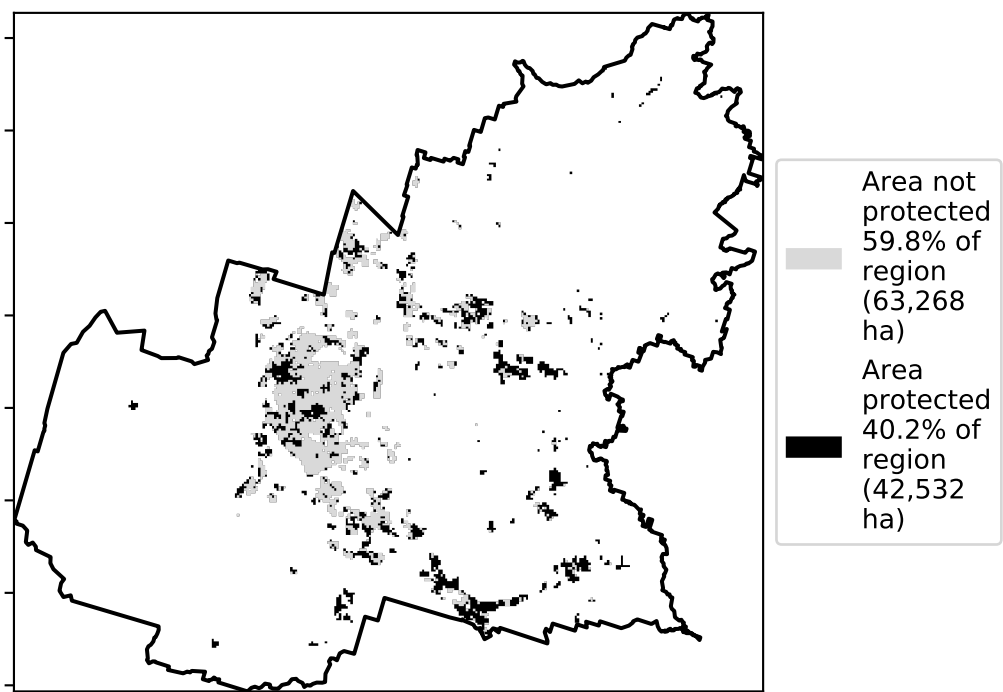 Area not
protected
59.8% of
region
(63,268
ha)
Area
protected
40.2% of
region
(42,532
ha)